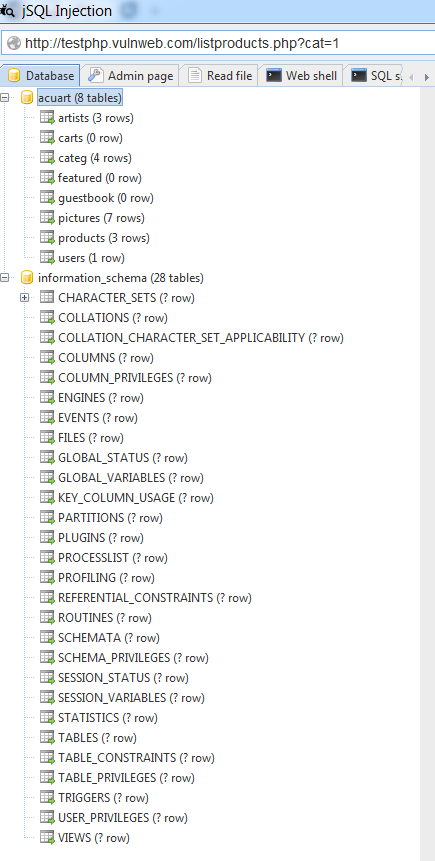 jSQL Injection
http://testphp.vulnweb.com/listproducts.php?cat=1
Database Admin page Read file Web shell SQL s
acuart (8 tables)
artists (3 rows)
carts (0 row)
categ (4 rows)
featured (0 row)
guestbook (0 row)
pictures (7 rows)
products (3 rows)
users (1 row)
information_schema (28 tables)
CHARACTER_SETS (? row)
COLLATIONS (? row)
COLLATION_CHARACTER_SET_APPLICABILITY (? row)
COLUMNS (? row)
COLUMN_PRIVILEGES (? row)
ENGINES (? row)
EVENTS (? row)
FILES (? row)
GLOBAL_STATUS (? row)
GLOBAL_VARIABLES (? row)
KEY_COLUMN_USAGE (? row)
PARTITIONS (? row)
PLUGINS (? row)
PROCESSLIST (? row)
PROFILING (? row)
REFERENTIAL_CONSTRAINTS (? row)
ROUTINES (? row)
SCHEMATA (? row)
SCHEMA_PRIVILEGES (? row)
SESSION_STATUS (? row)
SESSION_VARIABLES (? row)
STATISTICS (? row)
TABLES (? row)
TABLE_CONSTRAINTS (? row)
TABLE_PRIVILEGES (? row)
TRIGGERS (? row)
USER_PRIVILEGES (? row)
VIEWS (? row)